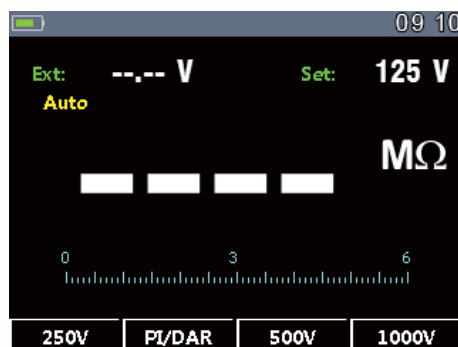 09 10
Ext: --.-- V Set: 125 V
Auto
MΩ
- - - -
0 3 6
250V PI/DAR 500V 1000V